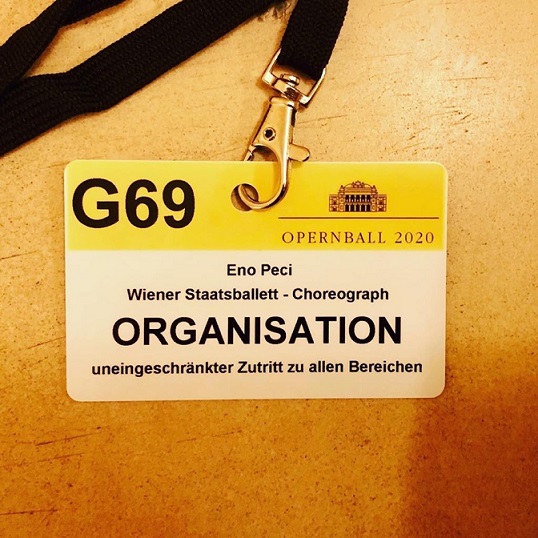 G69
OPERNBALL 2020
Eno Peci
Wiener Staatsballett - Choreograph
ORGANISATION
uneingeschränkter Zutritt zu allen Bereichen